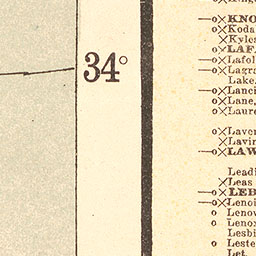 34°
KNO
Koda
Kyles
LAF
Lafol
Lagra
Lake
Lanci
Lane,
Laure
Laver
Lavin
LAW
Leadi
Leas
LEB
Lenoi
Lenov
Lenox
Lesbi
Leste
Let.